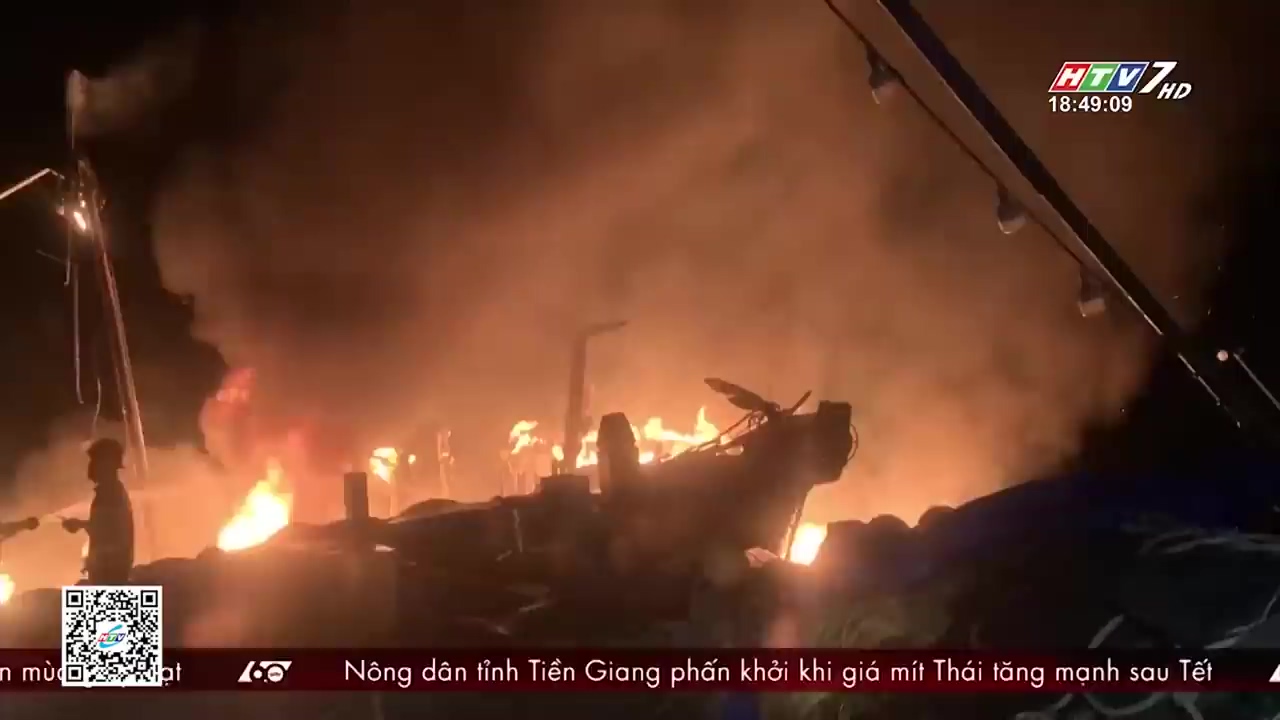 HTV7 HD
18:49:09
HTV
Nông dân tỉnh Tiền Giang phấn khởi khi giá mít Thái tăng mạnh sau Tết